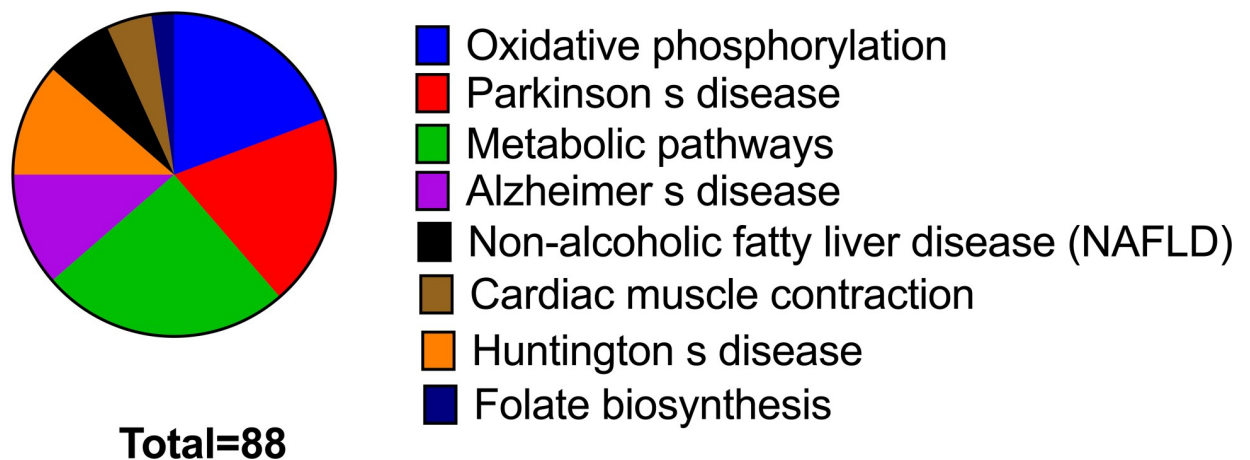 Oxidative phosphorylation
Parkinson s disease
Metabolic pathways
Alzheimer s disease
Non-alcoholic fatty liver disease (NAFLD)
Cardiac muscle contraction
Huntington s disease
Folate biosynthesis
Total=88